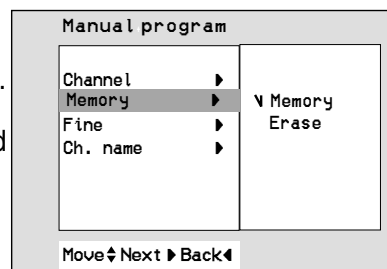 Manual program
Channel
Memory
Fine
Ch. name
√ Memory
Erase
Move Next Back
.
d